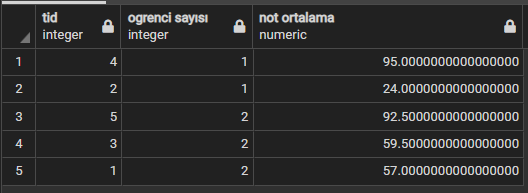 tid ogrenci sayısı not ortalama
integer integer numeric
1 4 1 95.0000000000000000
2 2 1 24.0000000000000000
3 5 2 92.5000000000000000
4 3 2 59.5000000000000000
5 1 2 57.0000000000000000